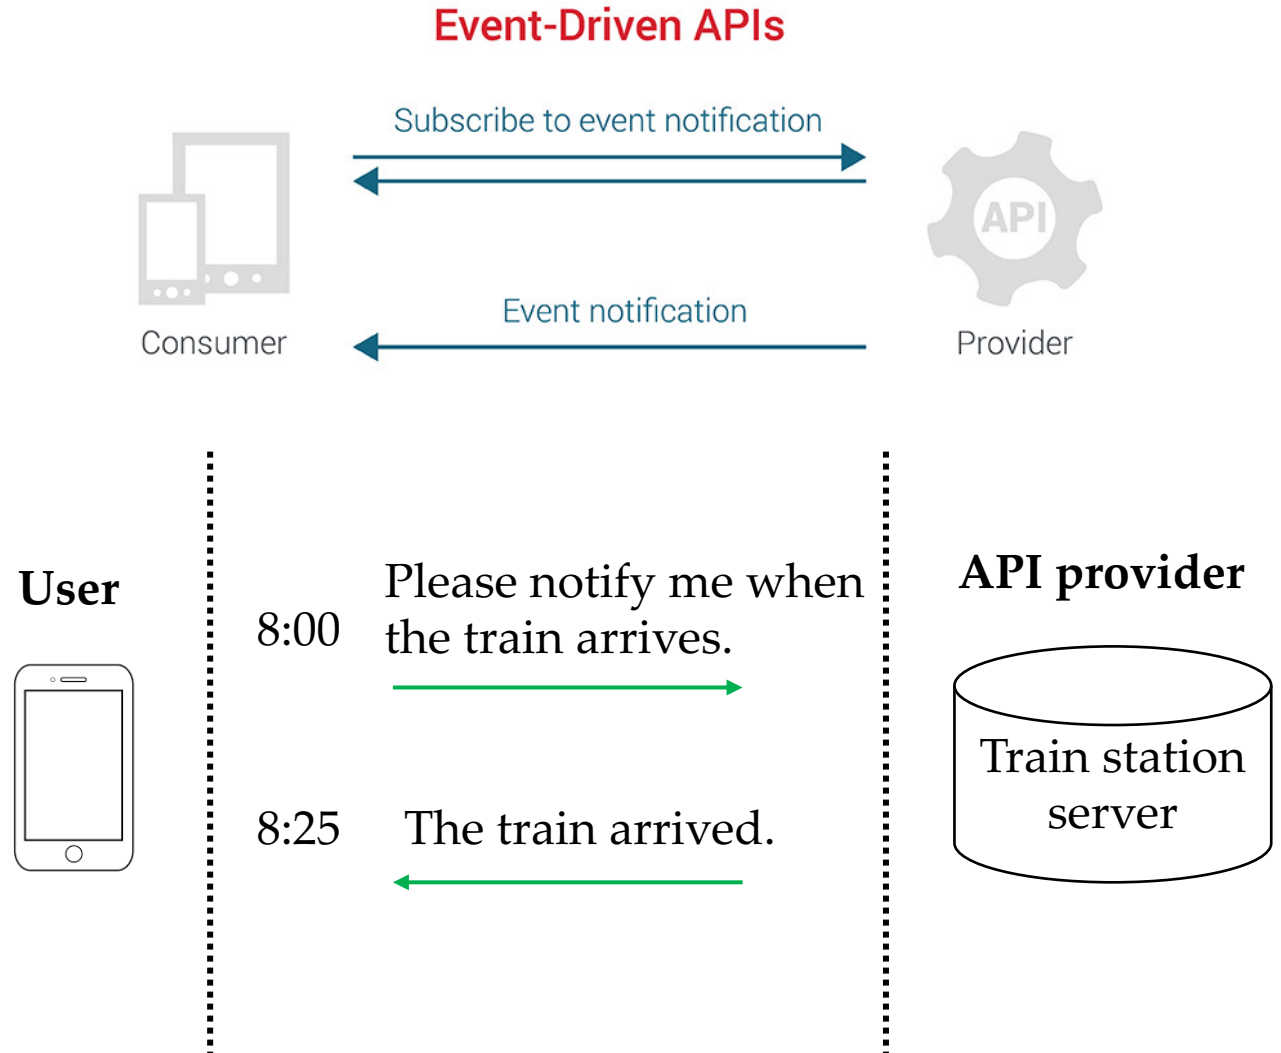 Event-Driven APIs
Subscribe to event notification
API
Event notification
Consumer
Provider
User
8:00
Please notify me when
the train arrives.
API provider
Train station
server
8:25
The train arrived.